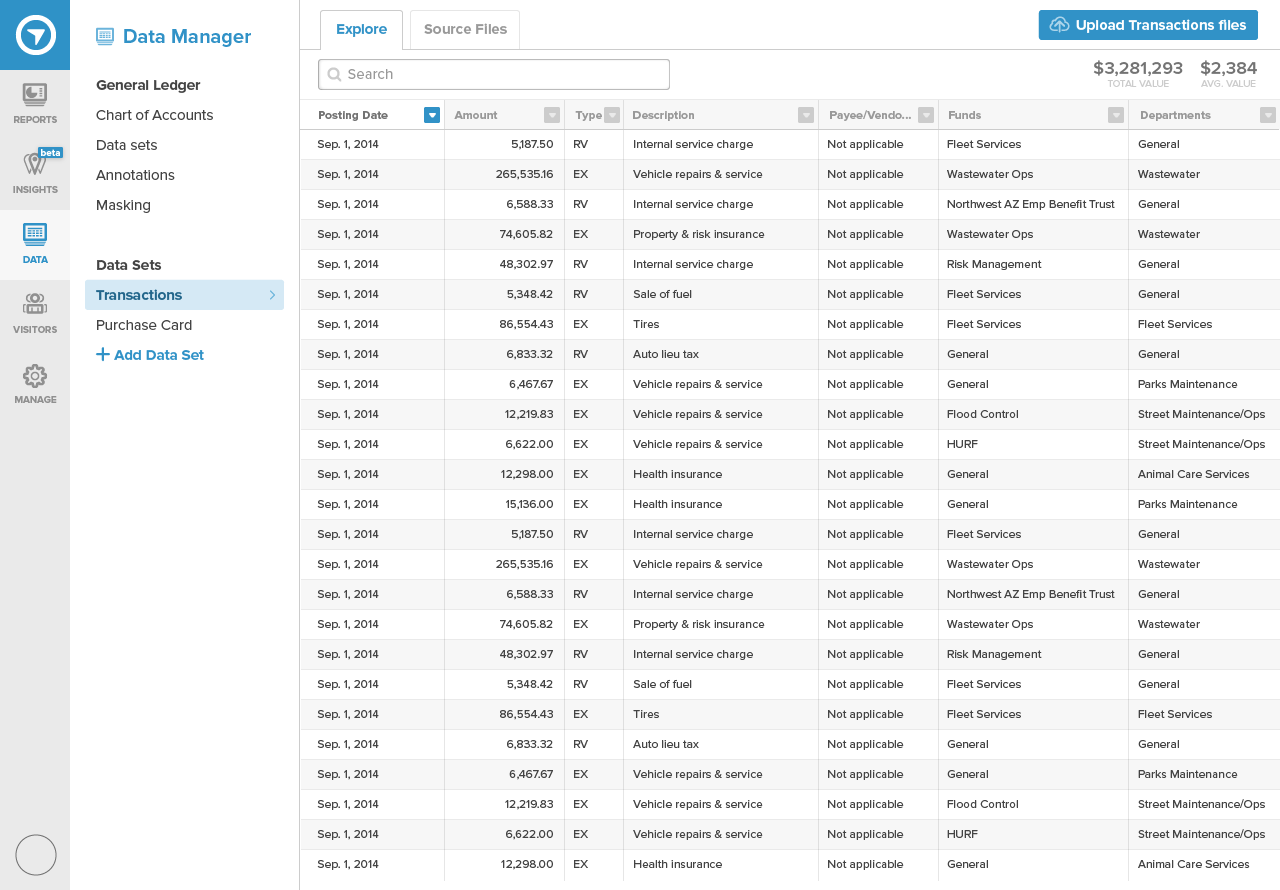 Data Manager
Explore
Source Files
Upload Transactions files
Search
$3,281,293 $2,384
TOTAL VALUE AVG. VALUE
REPORTS
beta
INSIGHTS
DATA
VISITORS
MANAGE
General Ledger
Chart of Accounts
Data sets
Annotations
Masking
Data Sets
Transactions
Purchase Card
Add Data Set
Posting Date Amount Type Description Payee/Vendo... Funds Departments
Sep. 1, 2014 5,187.50 RV Internal service charge Not applicable Fleet Services General
Sep. 1, 2014 265,535.16 EX Vehicle repairs & service Not applicable Wastewater Ops Wastewater
Sep. 1, 2014 6,588.33 RV Internal service charge Not applicable Northwest AZ Emp Benefit Trust General
Sep. 1, 2014 74,605.82 EX Property & risk insurance Not applicable Wastewater Ops Wastewater
Sep. 1, 2014 48,302.97 RV Internal service charge Not applicable Risk Management General
Sep. 1, 2014 5,348.42 RV Sale of fuel Not applicable Fleet Services General
Sep. 1, 2014 86,554.43 EX Tires Not applicable Fleet Services Fleet Services
Sep. 1, 2014 6,833.32 RV Auto lieu tax Not applicable General General
Sep. 1, 2014 6,467.67 EX Vehicle repairs & service Not applicable General Parks Maintenance
Sep. 1, 2014 12,219.83 EX Vehicle repairs & service Not applicable Flood Control Street Maintenance/Ops
Sep. 1, 2014 6,622.00 EX Vehicle repairs & service Not applicable HURF Street Maintenance/Ops
Sep. 1, 2014 12,298.00 EX Health insurance Not applicable General Animal Care Services
Sep. 1, 2014 15,136.00 EX Health insurance Not applicable General Parks Maintenance
Sep. 1, 2014 5,187.50 RV Internal service charge Not applicable Fleet Services General
Sep. 1, 2014 265,535.16 EX Vehicle repairs & service Not applicable Wastewater Ops Wastewater
Sep. 1, 2014 6,588.33 RV Internal service charge Not applicable Northwest AZ Emp Benefit Trust General
Sep. 1, 2014 74,605.82 EX Property & risk insurance Not applicable Wastewater Ops Wastewater
Sep. 1, 2014 48,302.97 RV Internal service charge Not applicable Risk Management General
Sep. 1, 2014 5,348.42 RV Sale of fuel Not applicable Fleet Services General
Sep. 1, 2014 86,554.43 EX Tires Not applicable Fleet Services Fleet Services
Sep. 1, 2014 6,833.32 RV Auto lieu tax Not applicable General General
Sep. 1, 2014 6,467.67 EX Vehicle repairs & service Not applicable General Parks Maintenance
Sep. 1, 2014 12,219.83 EX Vehicle repairs & service Not applicable Flood Control Street Maintenance/Ops
Sep. 1, 2014 6,622.00 EX Vehicle repairs & service Not applicable HURF Street Maintenance/Ops
Sep. 1, 2014 12,298.00 EX Health insurance Not applicable General Animal Care Services